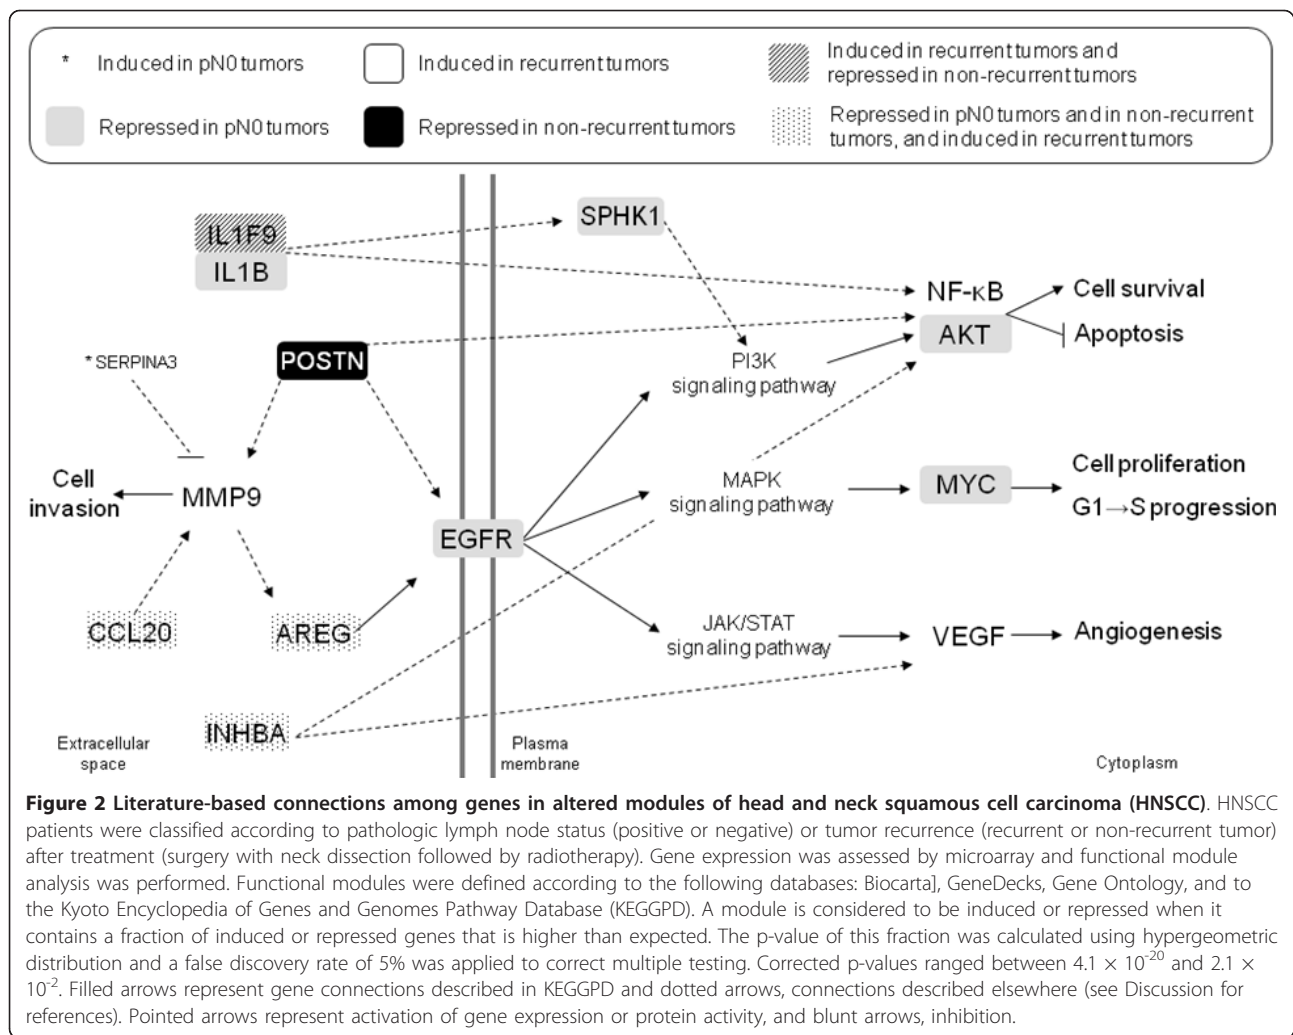 * Induced in pN0 tumors
Induced in recurrent tumors
Induced in recurrent tumors and
repressed in non-recurrent tumors
Repressed in pN0 tumors
Repressed in non-recurrent tumors
Repressed in pN0 tumors and in non-recurrent
tumors, and induced in recurrent tumors
IL1F9
IL1B
SPHK1
NF-κB
AKT
Cell survival
Apoptosis
* SERPINA3
POSTN
PI3K
signaling pathway
Cell
invasion
MMP9
MAPK
signaling pathway
MYC
Cell proliferation
G1→S progression
EGFR
CCL20
AREG
JAK/STAT
signaling pathway
VEGF
Angiogenesis
INHBA
Extracellular
space
Plasma
membrane
Cytoplasm
Figure 2 Literature-based connections among genes in altered modules of head and neck squamous cell carcinoma (HNSCC). HNSCC
patients were classified according to pathologic lymph node status (positive or negative) or tumor recurrence (recurrent or non-recurrent tumor)
after treatment (surgery with neck dissection followed by radiotherapy). Gene expression was assessed by microarray and functional module
analysis was performed. Functional modules were defined according to the following databases: Biocarta], GeneDecks, Gene Ontology, and to
the Kyoto Encyclopedia of Genes and Genomes Pathway Database (KEGGPD). A module is considered to be induced or repressed when it
contains a fraction of induced or repressed genes that is higher than expected. The p-value of this fraction was calculated using hypergeometric
distribution and a false discovery rate of 5% was applied to correct multiple testing. Corrected p-values ranged between 4.1 × 10⁻²⁰ and 2.1 ×
10⁻². Filled arrows represent gene connections described in KEGGPD and dotted arrows, connections described elsewhere (see Discussion for
references). Pointed arrows represent activation of gene expression or protein activity, and blunt arrows, inhibition.